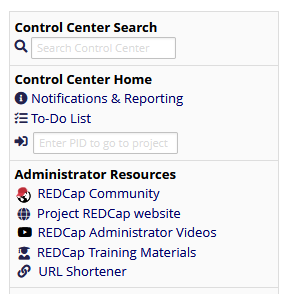 Control Center Search
Search Control Center
Control Center Home
Notifications & Reporting
To-Do List
Enter PID to go to project
Administrator Resources
REDCap Community
Project REDCap website
REDCap Administrator Videos
REDCap Training Materials
URL Shortener